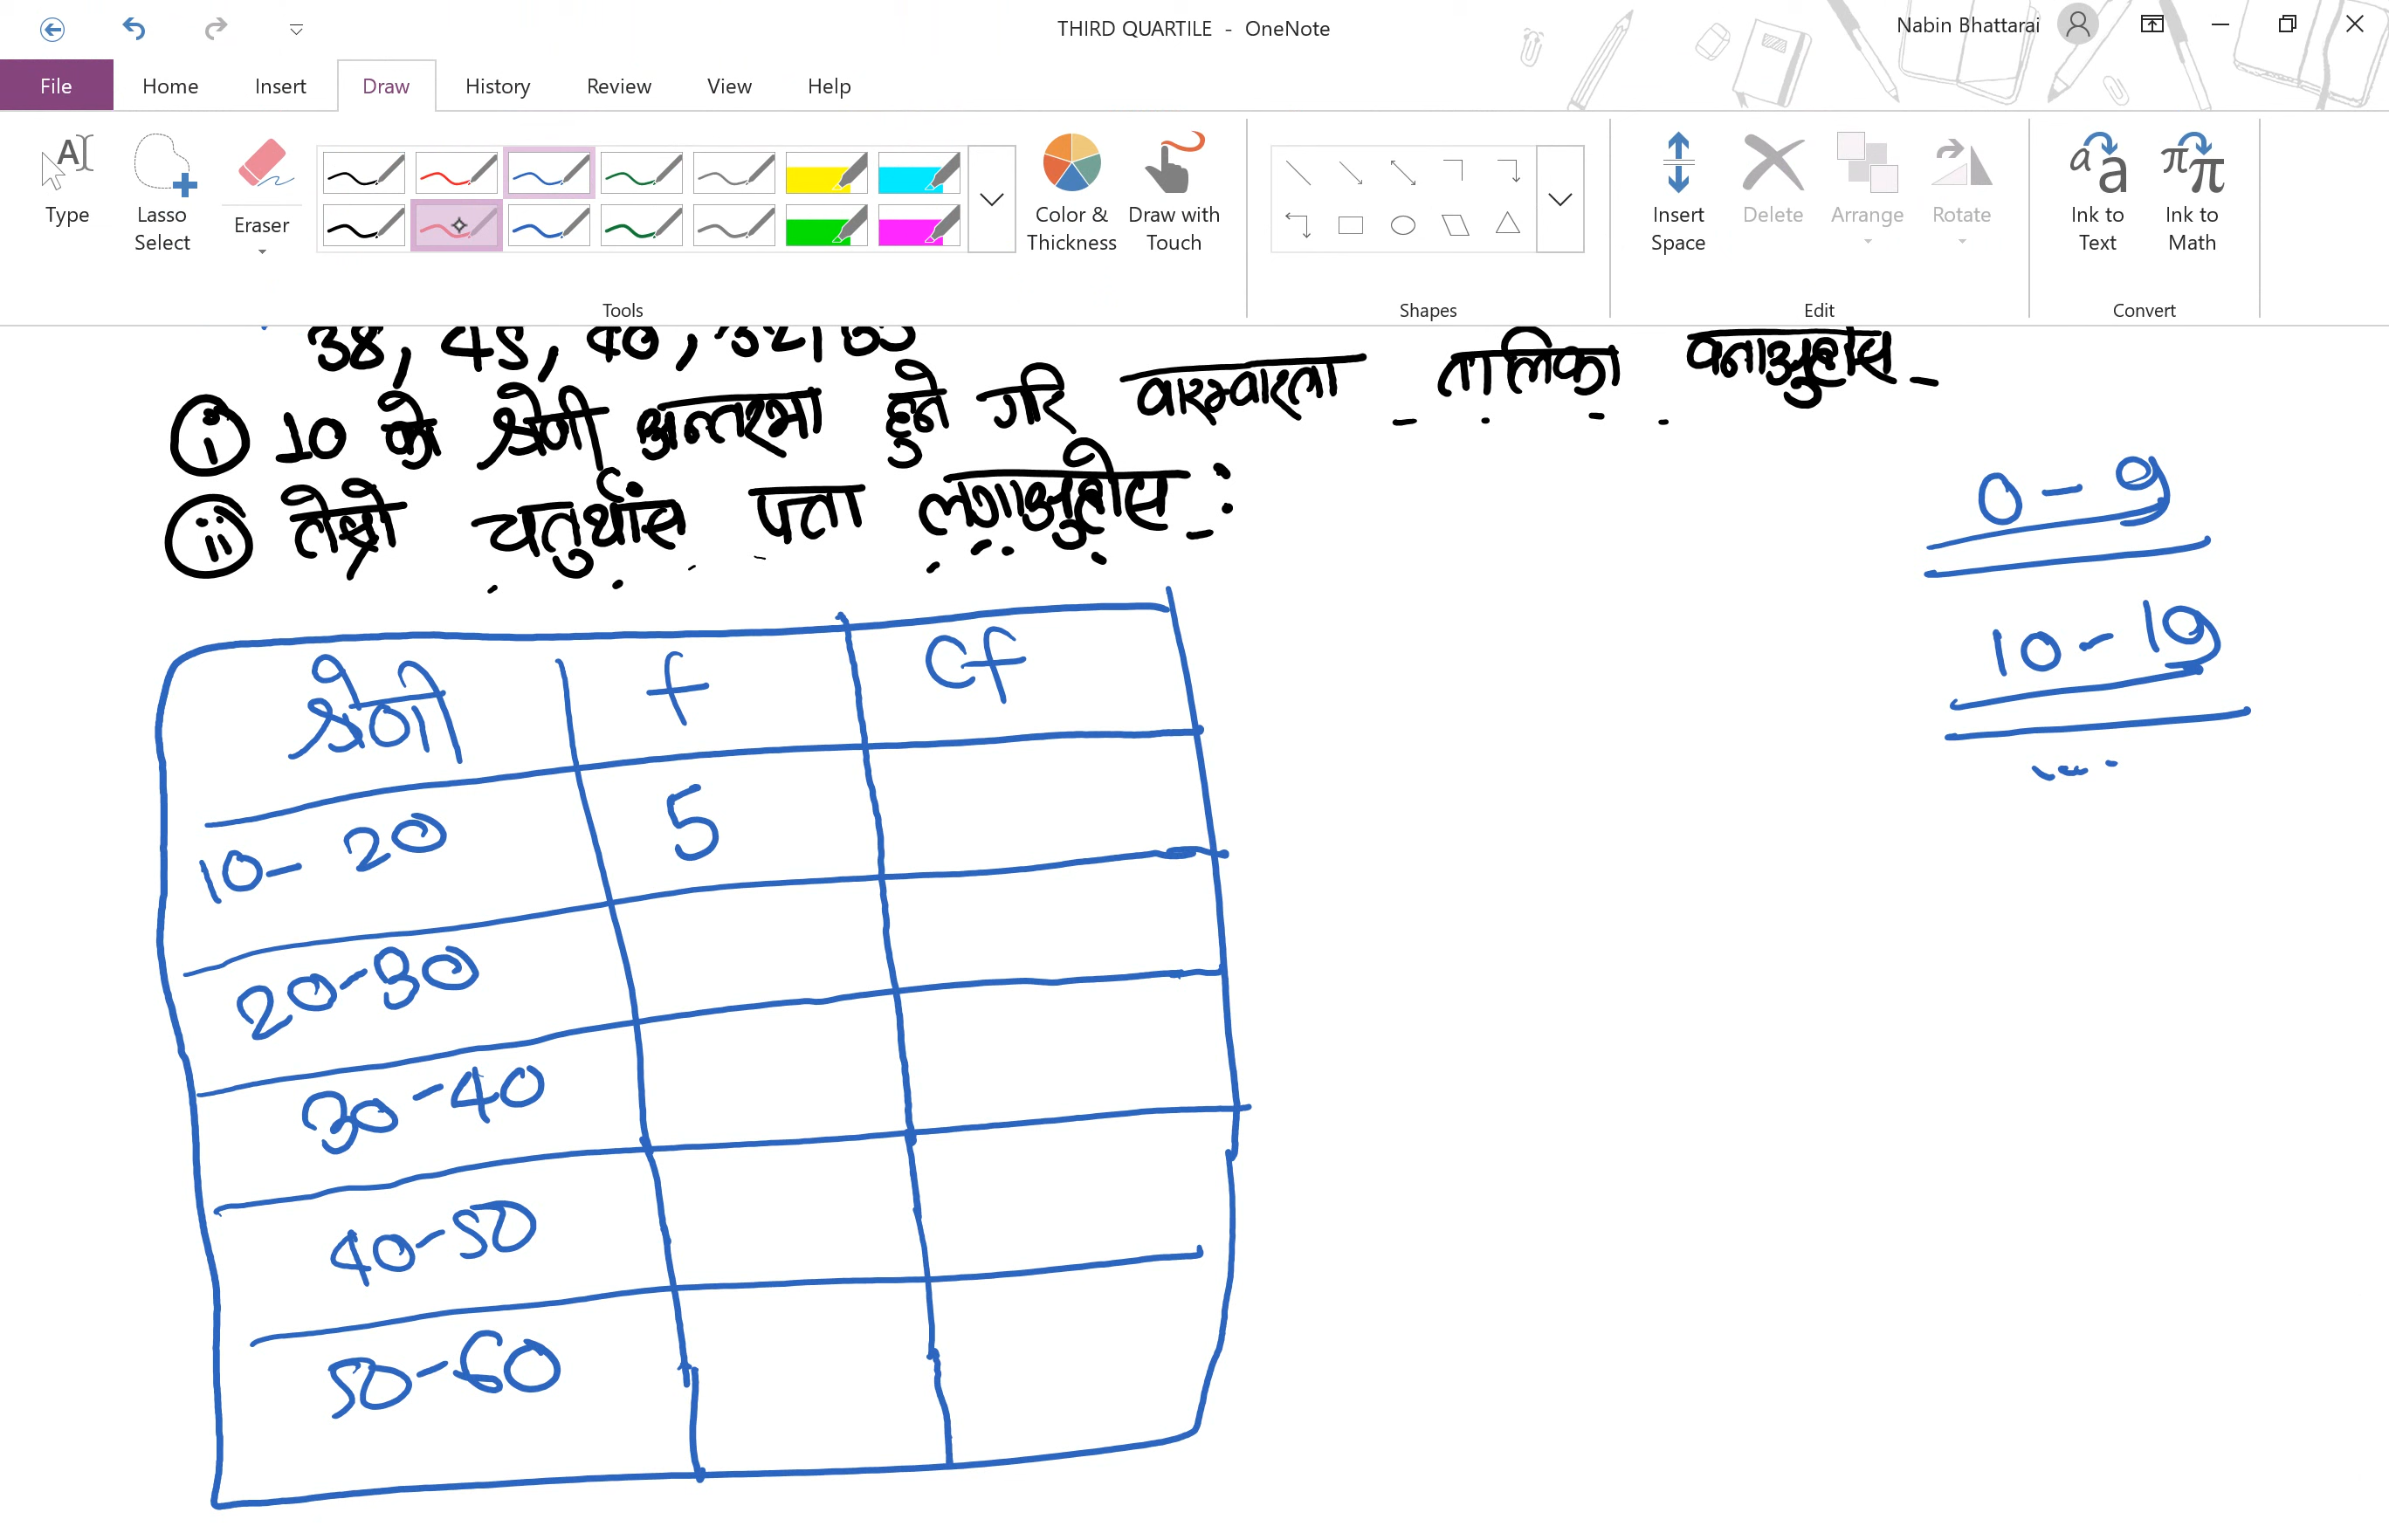 THIRD QUARTILE - OneNote
Nabin Bhattarai
File Home Insert Draw History Review View Help
Type
Lasso Select
Eraser
Color & Thickness
Draw with Touch
Insert Space
Delete
Arrange
Rotate
Ink to Text
Ink to Math
Tools
Shapes
Edit
Convert
38, 45, 40,
i 10 को श्रेणी अन्तरमा हुने गरि बारम्बारता तालिका बनाउनुहोस
ii तेस्रो चतुर्थांस पत्ता लगाउनुहोस :
0 - 9
10 - 19
श्रेणी f cf
10 - 20 5
20-30
30-40
40-50
50-60